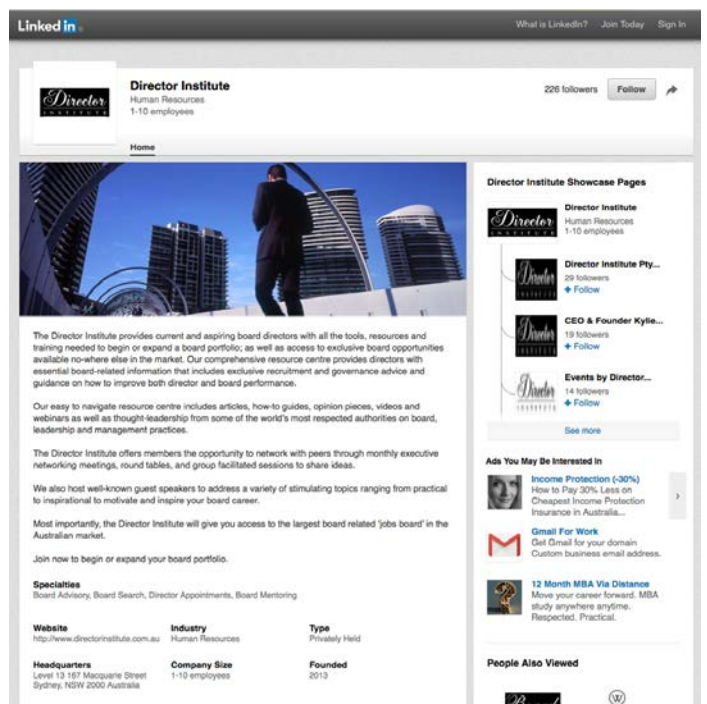 Linked in
What is LinkedIn? Join Today Sign In
Director
INSTITUTE
Director Institute
Human Resources
1-10 employees
226 followers Follow
Home
The Director Institute provides current and aspiring board directors with all the tools, resources and
training needed to begin or expand a board portfolio; as well as access to exclusive board opportunities
available no-where else in the market. Our comprehensive resource centre provides directors with
essential board-related information that includes exclusive recruitment and governance advice and
guidance on how to improve both director and board performance.
Our easy to navigate resource centre includes articles, how-to guides, opinion pieces, videos and
webinars as well as thought-leadership from some of the world's most respected authorities on board,
leadership and management practices.
The Director Institute offers members the opportunity to network with peers through monthly executive
networking meetings, round tables, and group facilitated sessions to share ideas.
We also host well-known guest speakers to address a variety of stimulating topics ranging from practical
to inspirational to motivate and inspire your board career.
Most importantly, the Director Institute will give you access to the largest board related 'jobs board' in the
Australian market.
Join now to begin or expand your board portfolio.
Specialties
Board Advisory, Board Search, Director Appointments, Board Mentoring
Website Industry Type
http://www.directorinstitute.com.au Human Resources Privately Held
Headquarters Company Size Founded
Level 13 167 Macquarie Street 1-10 employees 2013
Sydney, NSW 2000 Australia
Director Institute Showcase Pages
Director
INSTITUTE
Director Institute
Human Resources
1-10 employees
Director
Director Institute Pty...
29 followers
+ Follow
Director
CEO & Founder Kylie...
19 followers
+ Follow
Director
Events by Director...
14 followers
+ Follow
See more
Ads You May Be Interested In
Income Protection (-30%)
How to Pay 30% Less on
Cheapest Income Protection
Insurance in Australia...
Gmail For Work
Get Gmail for your domain
Custom business email address.
12 Month MBA Via Distance
Move your career forward. MBA
study anywhere anytime.
Respected. Practical.
People Also Viewed
W